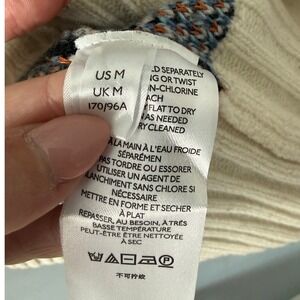 US M
UK M
170/96A
D SEPARATELY
NG OR TWIST
N-CHLORINE
ACH
FLAT TO DRY
AS NEEDED
RY CLEANED
À LA MAIN À L'EAU FROIDE
SÉPARÉMEN
PAS TORDRE OU ESSORER
UTILISER UN AGENT DE
BLANCHIMENT SANS CHLORE SI
NÉCESSAIRE
METTRE EN FORME ET SECHER
À PLAT
REPASSER, AU BESOIN, À TRÈS
BASSE TEMPÉRATURE
PEUT-ÊTRE ÊTRE NETTOYÉE
À SEC
不可拧绞